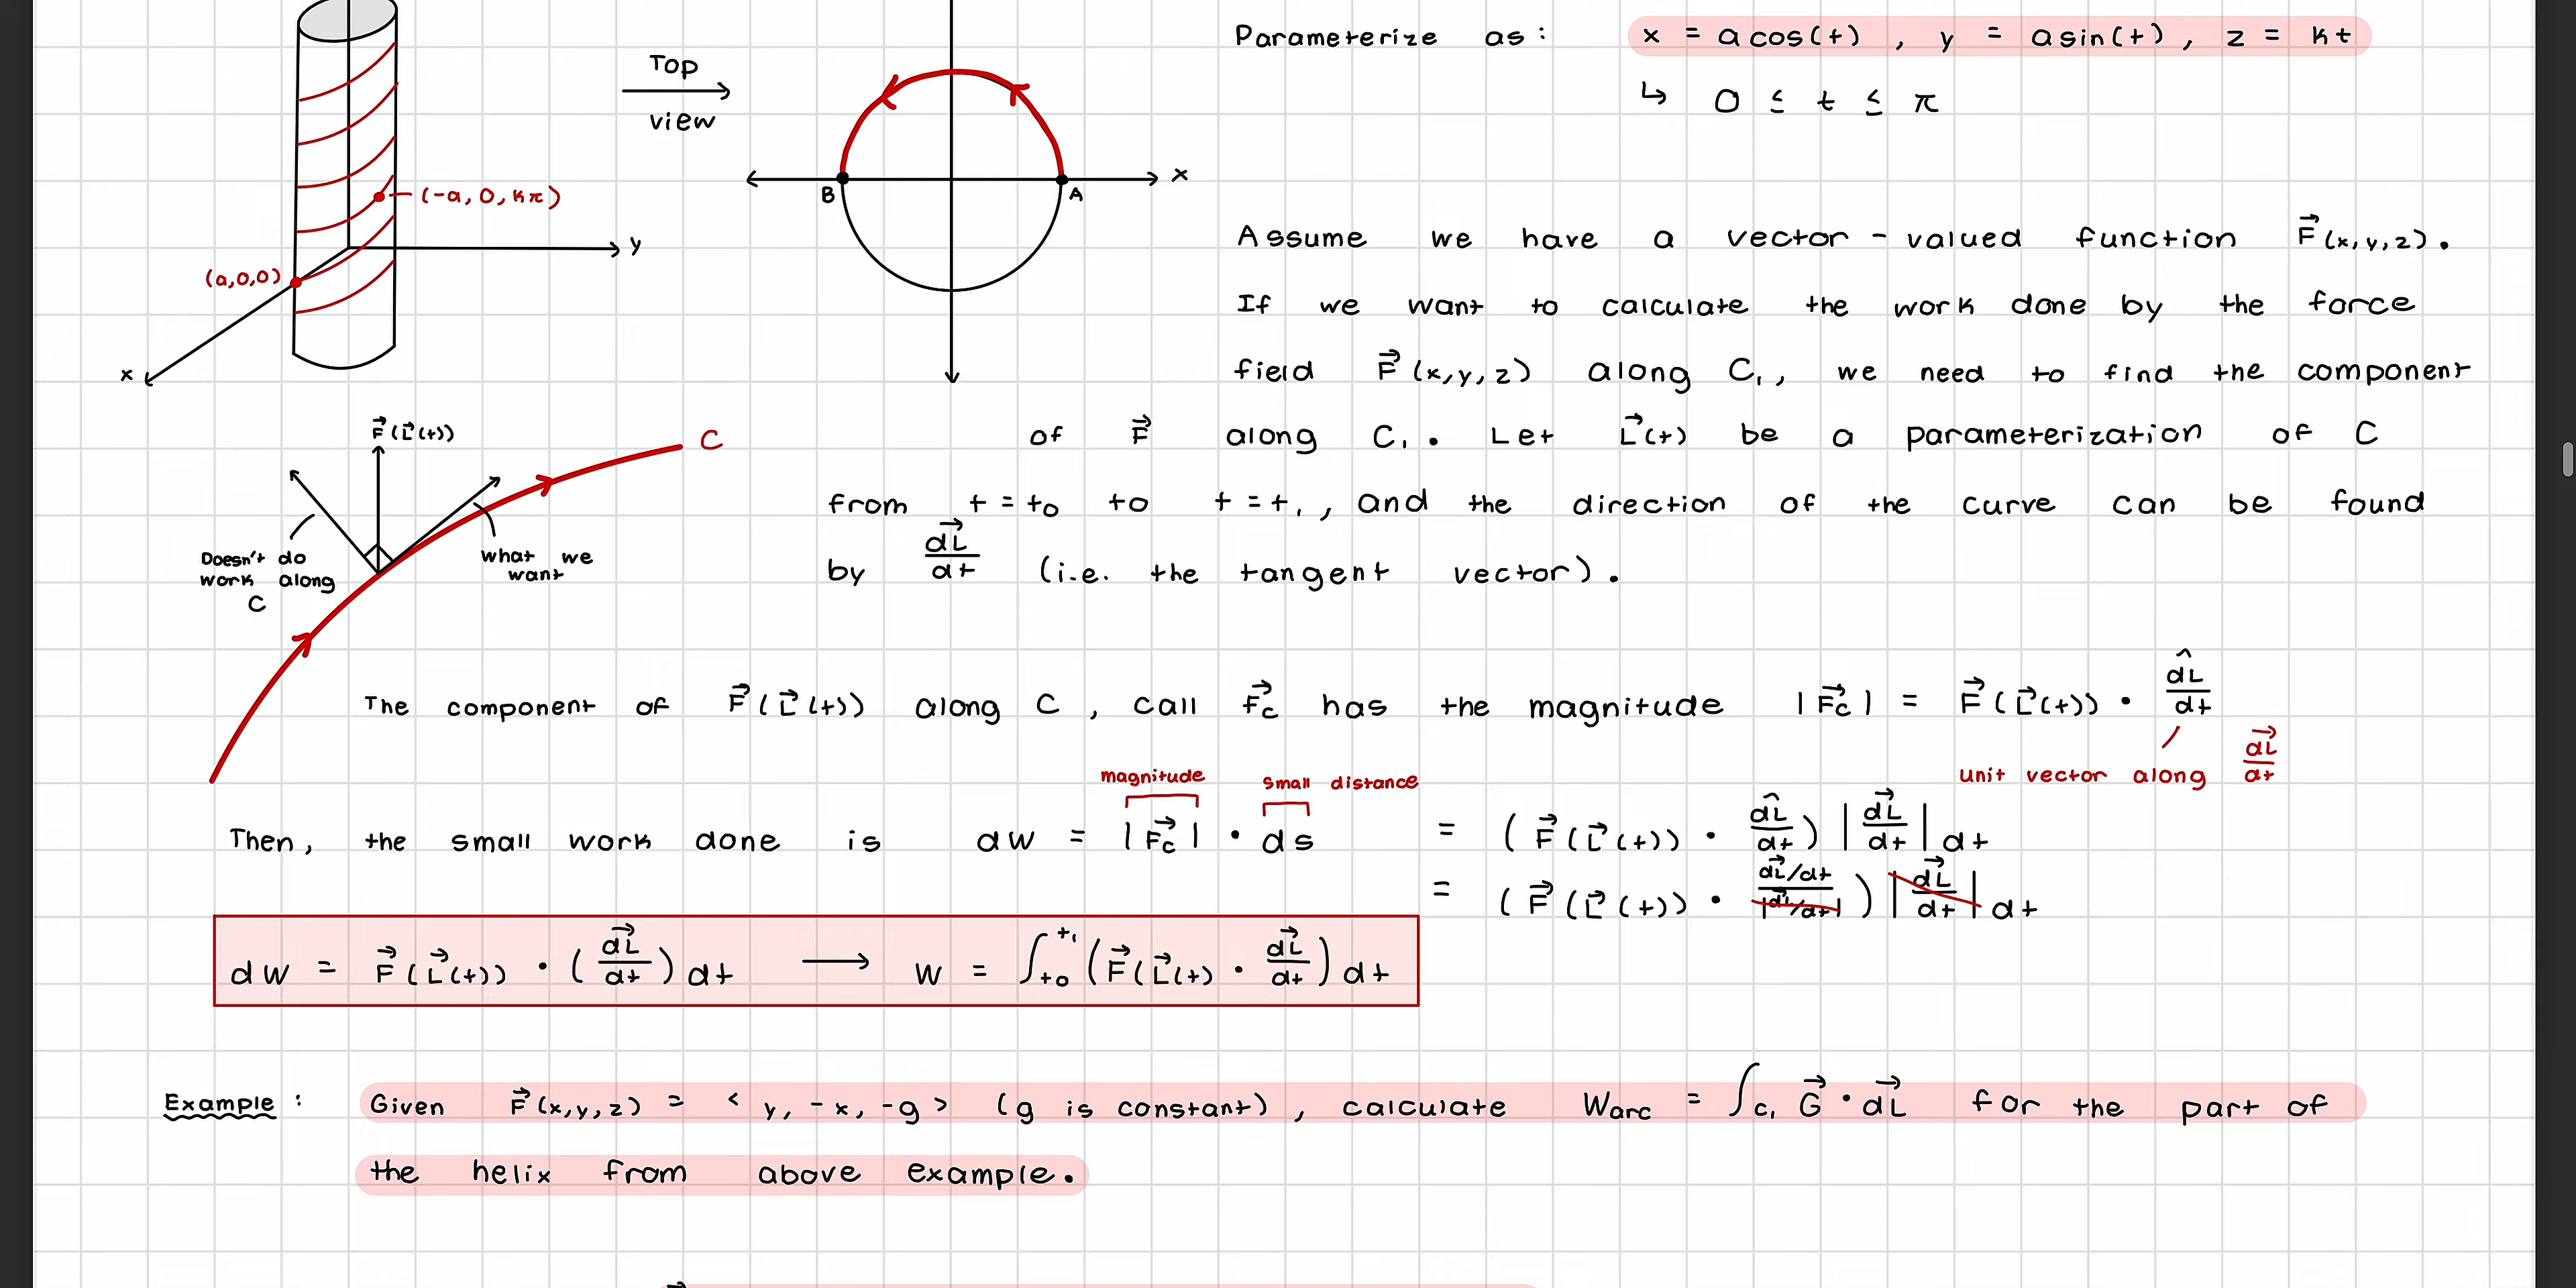 Parameterize as: x = a cos(t) , y = a sin(t) , z = kt
↳ 0 ≤ t ≤ π
Top
view
(-a, 0, kπ)
y
(a,0,0)
x
B
A
x
Assume we have a vector-valued function F⃗(x,y,z).
If we want to calculate the work done by the force
field F⃗(x,y,z) along C₁, we need to find the component
of F⃗ along C₁. Let L⃗(t) be a parameterization of C
from t = t₀ to t = t₁, and the direction of the curve can be found
by dL⃗/dt (i.e. the tangent vector).
F⃗(L⃗(t))
C
Doesn't do
work along
C
what we
want
The component of F⃗(L⃗(t)) along C, call F⃗c has the magnitude |F⃗c| = F⃗(L⃗(t)) · dL̂/dt
unit vector along dL⃗/dt
magnitude
small distance
Then, the small work done is dw = |F⃗c| · ds = (F⃗(L⃗(t)) · dL̂/dt) |dL⃗/dt| dt
= (F⃗(L⃗(t)) · (dL⃗/dt)/|dL⃗/dt|) |dL⃗/dt| dt
dw = F⃗(L⃗(t)) · (dL⃗/dt) dt ⟶ W = ∫_{t0}^{t₁} (F⃗(L⃗(t) · dL⃗/dt) dt
Example: Given F⃗(x,y,z) = < y, -x, -g > (g is constant), calculate Warc = ∫_{C₁} G⃗ · dL⃗ for the part of
the helix from above example.